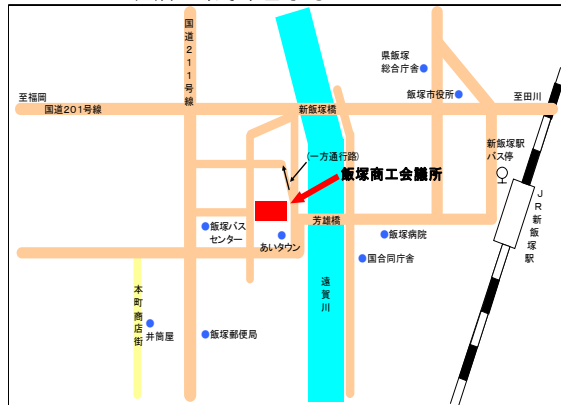 国道211号線
県飯塚
総合庁舎
飯塚市役所
至福岡
国道201号線
新飯塚橋
至田川
新飯塚駅
バス停
(一方通行路)
飯塚商工会議所
JR新飯塚駅
飯塚バス
センター
あいタウン
芳雄橋
飯塚病院
国合同庁舎
遠賀川
本町商店街
井筒屋
飯塚郵便局